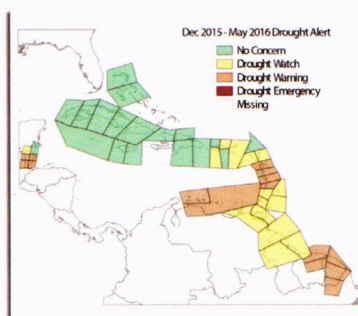 Dec 2015 - May 2016 Drought Alert
No Concern
Drought Watch
Drought Warning
Drought Emergency
Missing